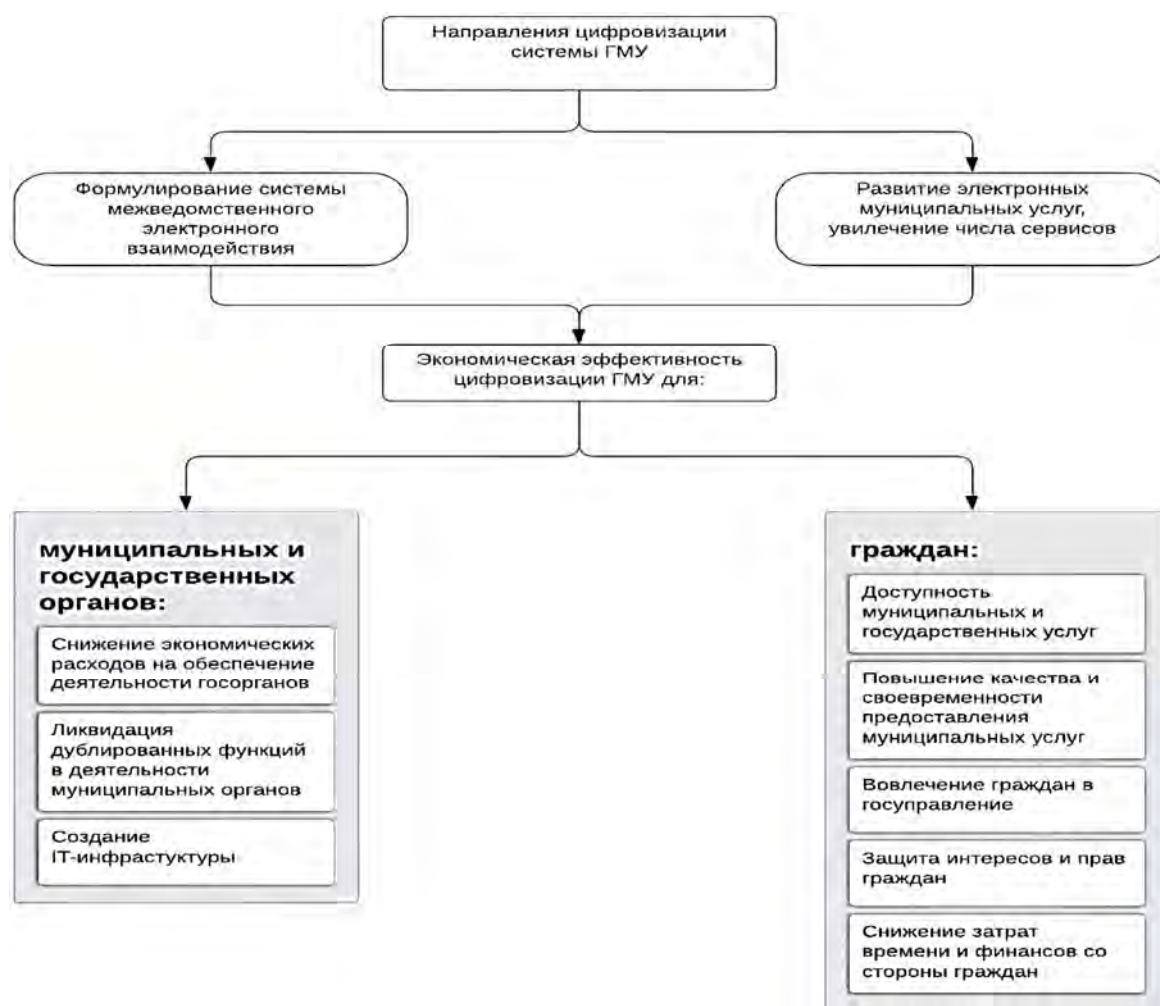 Направления цифровизации
системы ГМУ
Формулирование системы
межведомственного
электронного
взаимодействия
Развитие электронных
муниципальных услуг,
увилечение числа сервисов
Экономическая эффективность
цифровизации ГМУ для:
муниципальных и
государственных
органов:
Снижение экономических
расходов на обеспечение
деятельности госорганов
Ликвидация
дублированных функций
в деятельности
муниципальных органов
Создание
IT-инфрастуктуры
граждан:
Доступность
муниципальных и
государственных услуг
Повышение качества и
своевременности
предоставления
муниципальных услуг
Вовлечение граждан в
госуправление
Защита интересов и прав
граждан
Снижение затрат
времени и финансов со
стороны граждан